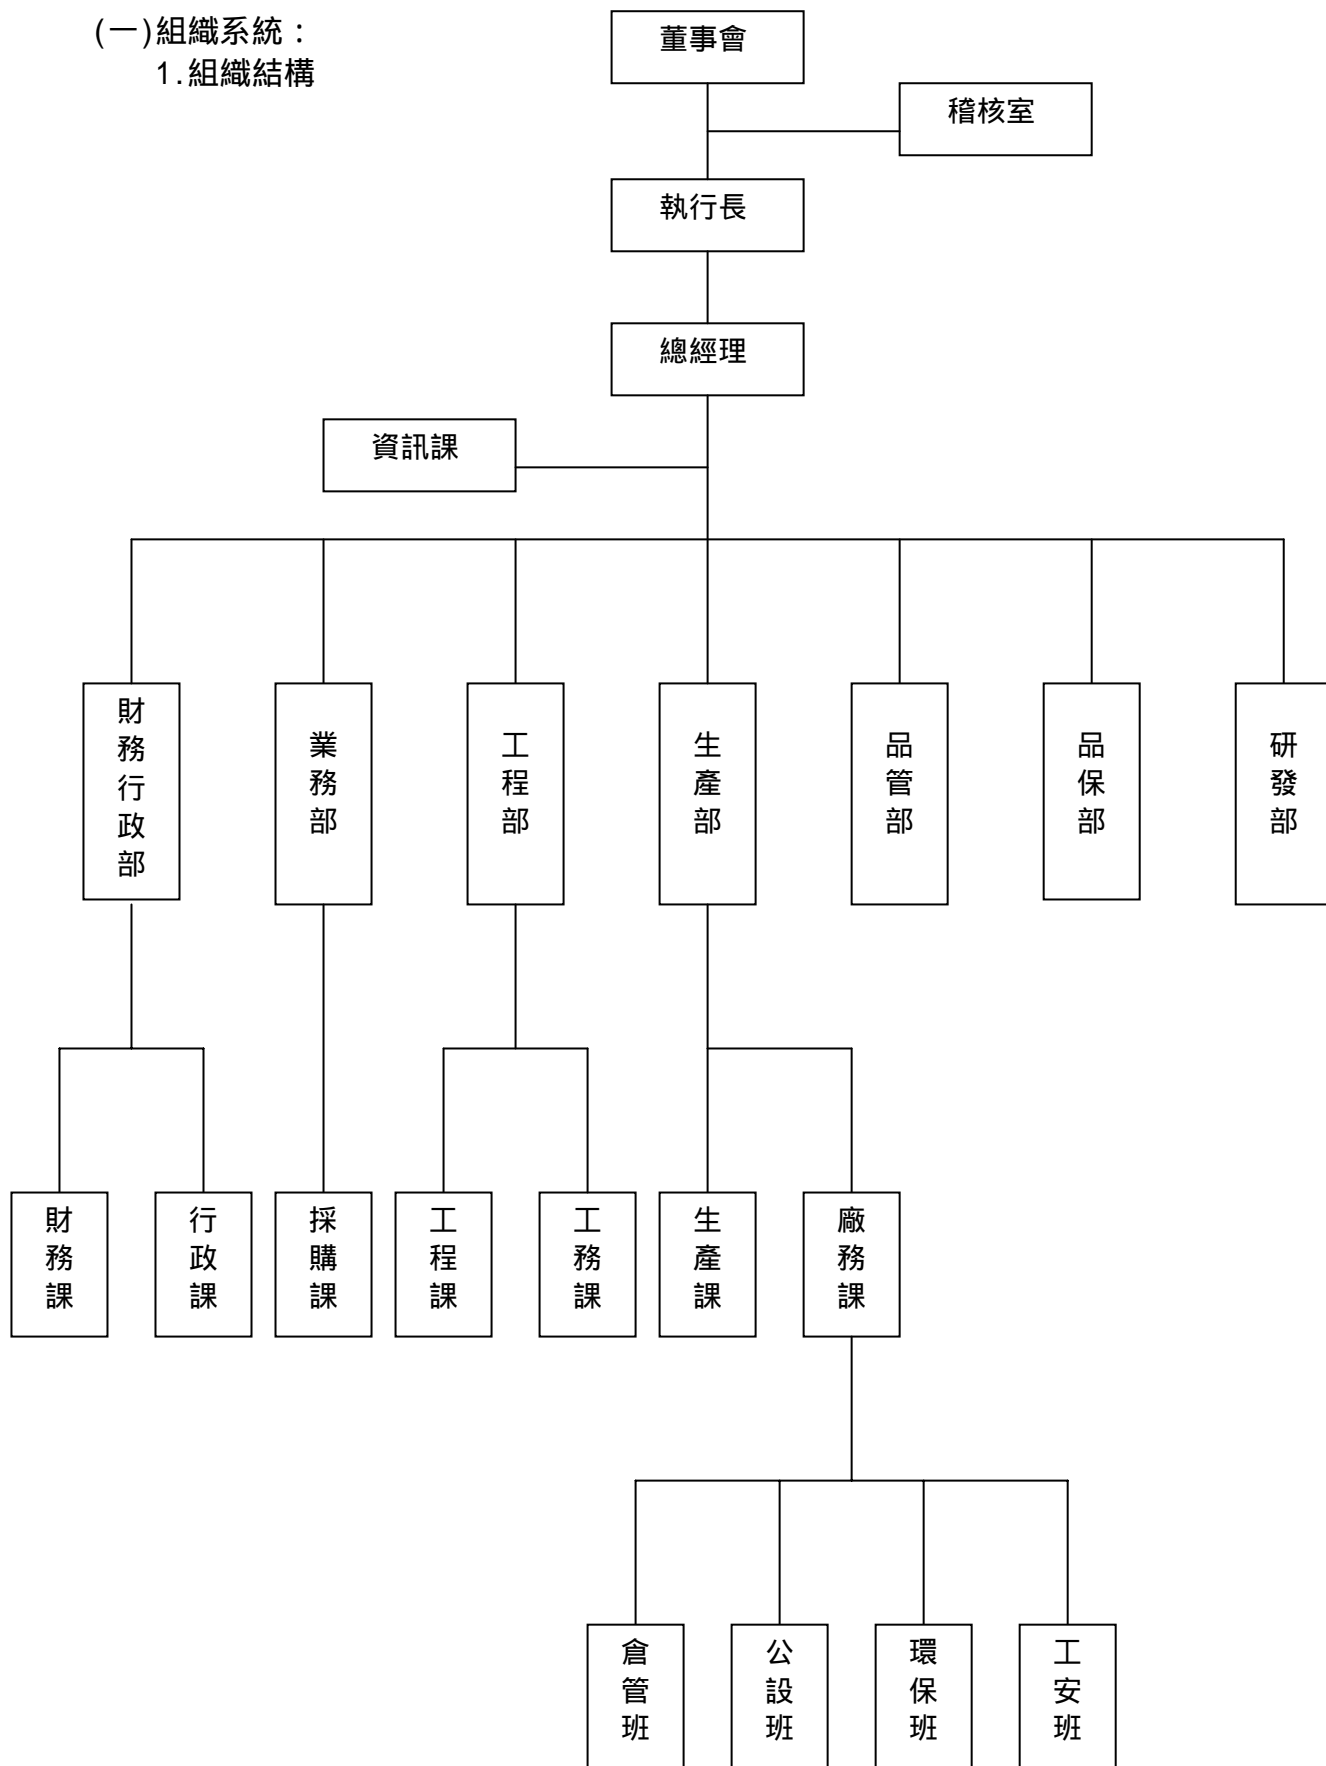 (一)組織系統：
1.組織結構
董事會
稽核室
執行長
總經理
資訊課
財務行政部
業務部
工程部
生產部
品管部
品保部
研發部
財務課
行政課
採購課
工程課
工務課
生產課
廠務課
倉管班
公設班
環保班
工安班